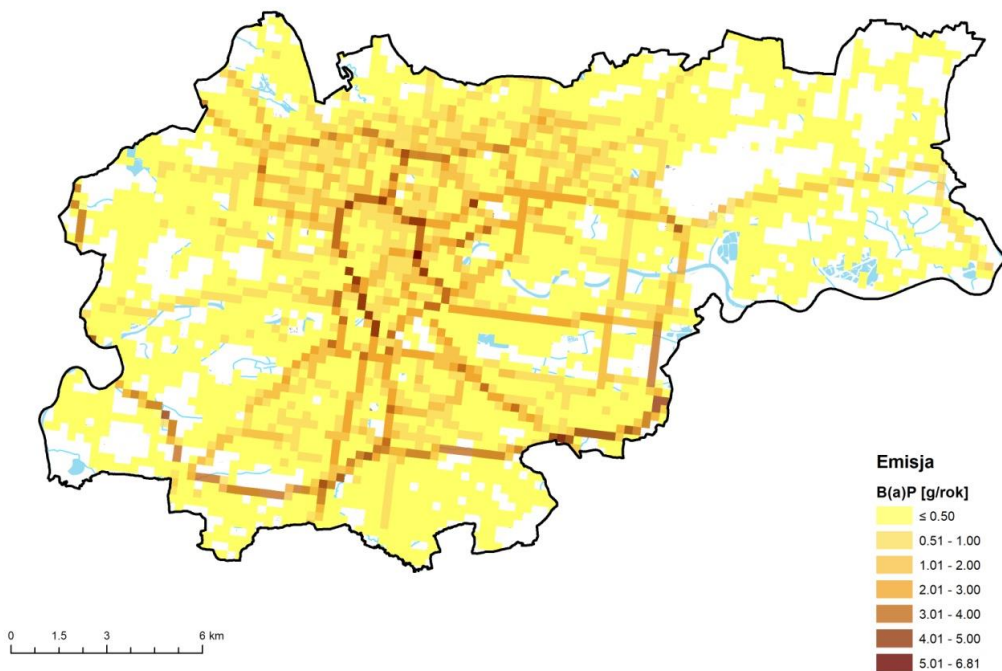 Emisja
B(a)P [g/rok]
≤ 0.50
0.51 - 1.00
1.01 - 2.00
2.01 - 3.00
3.01 - 4.00
4.01 - 5.00
5.01 - 6.81
0 1.5 3 6 km